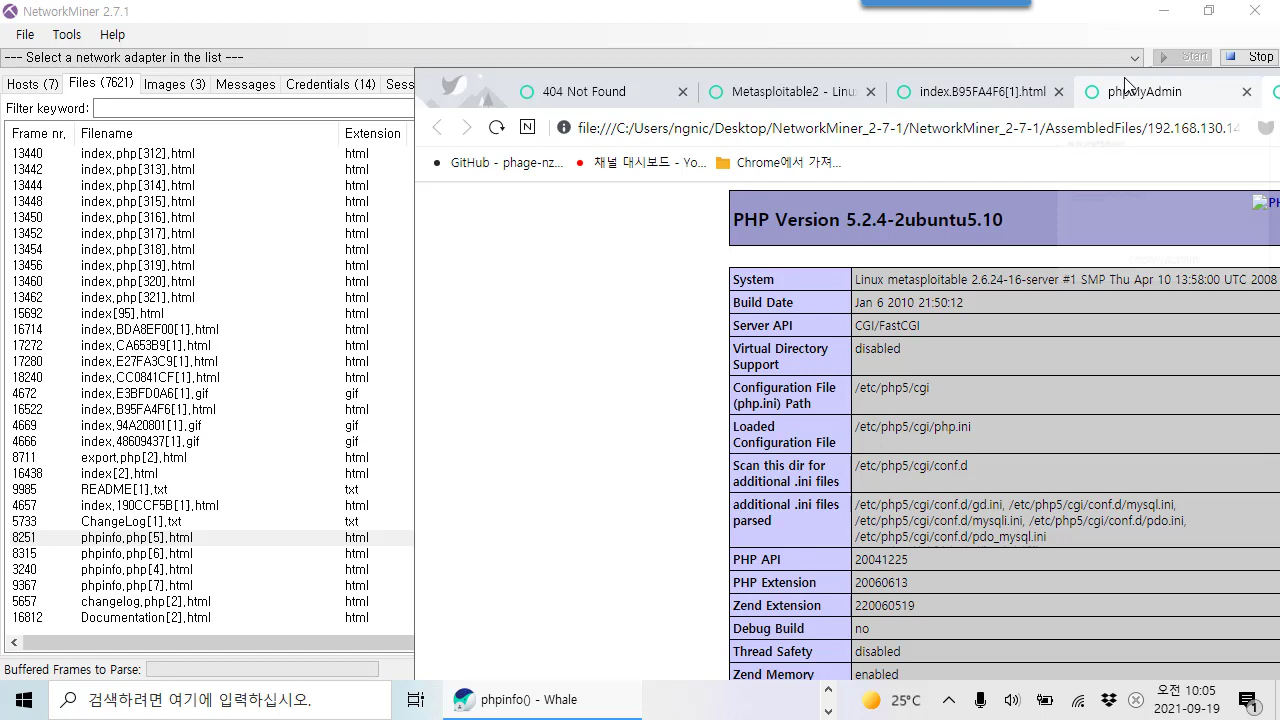 NetworkMiner 2.7.1
File Tools Help
--- Select a network adapter in the list ---
Start
Stop
Hosts (7) Files (7621) Images (3) Messages Credentials (14) Sess
Filter keyword:
Frame nr. Filename Extension
13440 index.php[312].html html
13442 index.php[313].html html
13444 index.php[314].html html
13448 index.php[315].html html
13450 index.php[316].html html
13452 index.php[317].html html
13454 index.php[318].html html
13456 index.php[319].html html
13450 index.php[320].html html
13462 index.php[321].html html
15692 index[95].html html
16714 index.BDA8EF00[1].html html
17272 index.CA653B9[1].html html
17280 index.E27FA3C9[1].html html
18240 index.CC0841CF[1].html html
4672 index.E3BFD0A6[1].gif gif
16522 index.B95FA4F6[1].html html
4669 index.94A20801[1].gif gif
4666 index.48609437[1].gif gif
8711 export.php[2].html html
16438 index[2].html html
9985 README[1].txt txt
4657 index.190CCF5B[1].html html
5733 ChangeLog[1].txt txt
8251 phpinfo.php[5].html html
8315 phpinfo.php[6].html html
3240 phpinfo.php[4].html html
9367 phpinfo.php[7].html html
5657 changelog.php[2].html html
16812 Documentation[2].html html
Buffered Frames to Parse:
404 Not Found
Metasploitable2 - Linux
index.B95FA4F6[1].html
phpMyAdmin
file:///C:/Users/ngnic/Desktop/NetworkMiner_2-7-1/NetworkMiner_2-7-1/AssembledFiles/192.168.130.14
GitHub - phage-nz... 채널 대시보드 - Yo... Chrome에서 가져...
PHP Version 5.2.4-2ubuntu5.10
System Linux metasploitable 2.6.24-16-server #1 SMP Thu Apr 10 13:58:00 UTC 2008
Build Date Jan 6 2010 21:50:12
Server API CGI/FastCGI
Virtual Directory Support disabled
Configuration File (php.ini) Path /etc/php5/cgi
Loaded Configuration File /etc/php5/cgi/php.ini
Scan this dir for additional .ini files /etc/php5/cgi/conf.d
additional .ini files parsed /etc/php5/cgi/conf.d/gd.ini, /etc/php5/cgi/conf.d/mysql.ini,
/etc/php5/cgi/conf.d/mysqli.ini, /etc/php5/cgi/conf.d/pdo.ini,
/etc/php5/cgi/conf.d/pdo_mysql.ini
PHP API 20041225
PHP Extension 20060613
Zend Extension 220060519
Debug Build no
Thread Safety disabled
Zend Memory enabled
검색하려면 여기에 입력하십시오.
phpinfo() - Whale
25℃
오전 10:05
2021-09-19
1